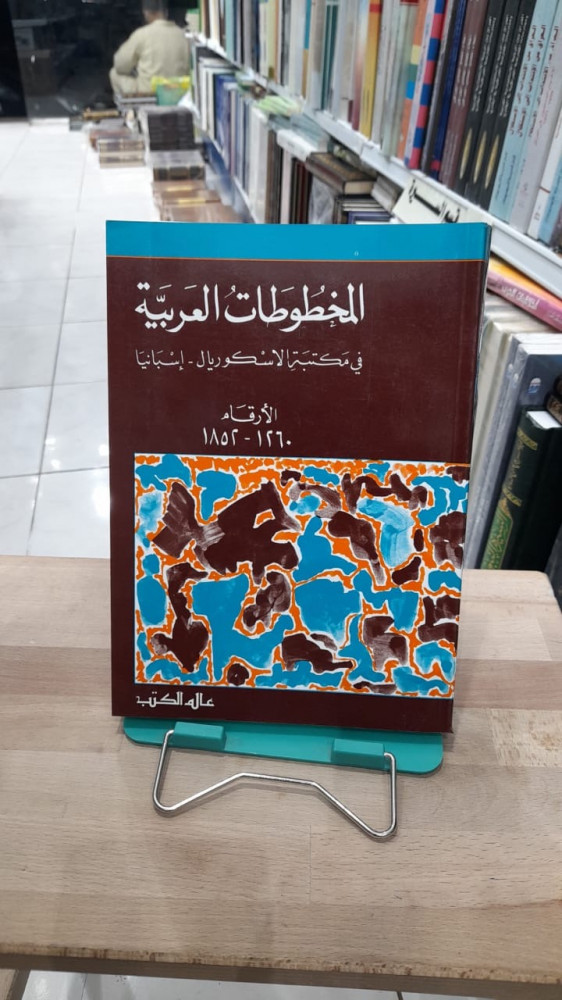 المخطوطات العربية
في مكتبة الاسكوريال - إسبانيا
الأرقام
١٢٦٠ - ١٨٥٢
عالم الكتب